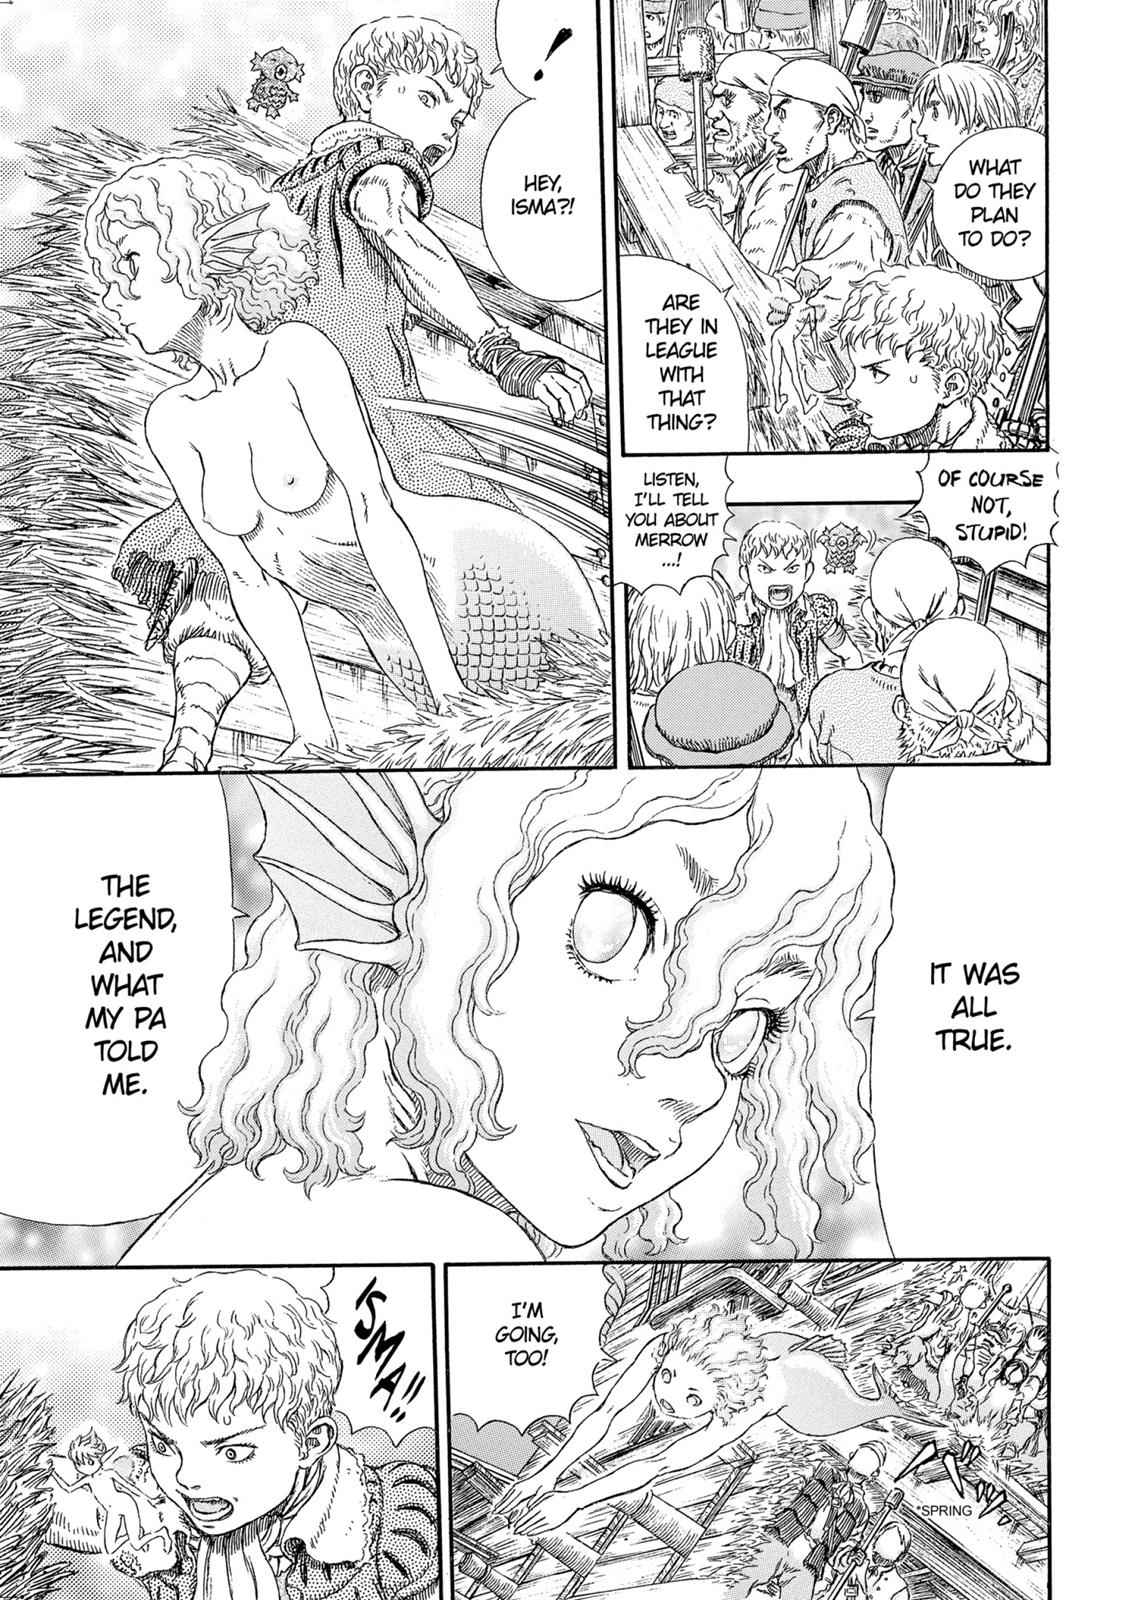 WHAT
DO THEY
PLAN
TO DO?
ARE
THEY IN
LEAGUE
WITH
THAT
THING?
OF COURSE
NOT,
STUPID!
LISTEN,
I'LL TELL
YOU ABOUT
MERROW
...!
!
HEY,
ISMA?!
IT WAS
ALL
TRUE.
THE
LEGEND,
AND
WHAT
MY PA
TOLD
ME.
I'M
GOING,
TOO!
*SPRING
ISMA!!